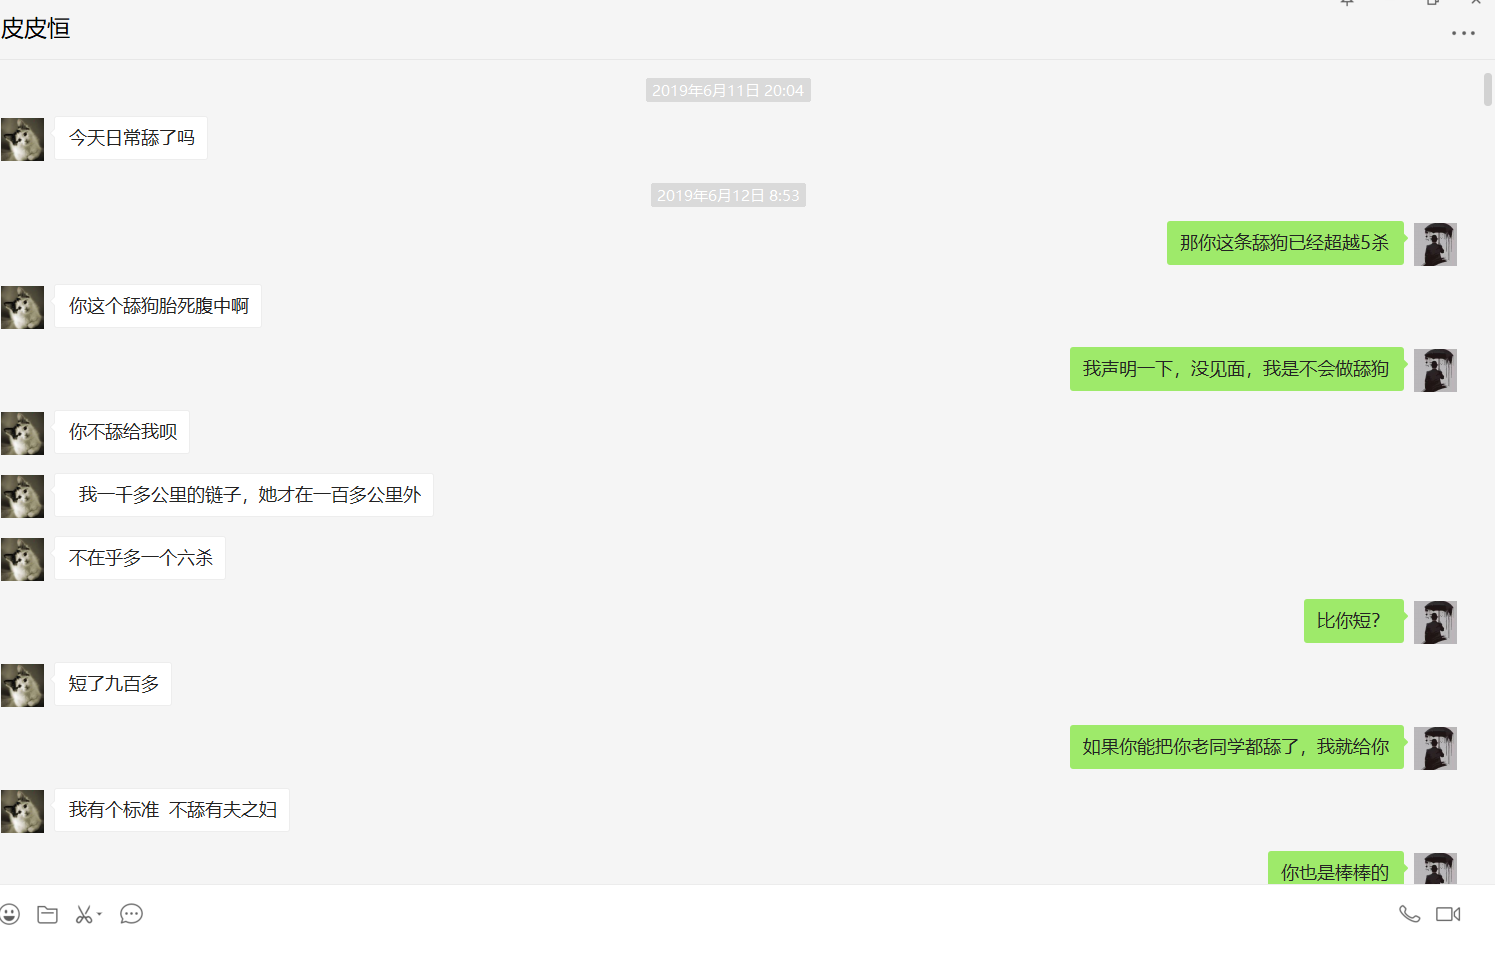 皮皮恒
2019年6月11日 20:04
今天日常舔了吗
2019年6月12日 8:53
那你这条舔狗已经超越5杀
你这个舔狗胎死腹中啊
我声明一下，没见面，我是不会做舔狗
你不舔给我呗
我一千多公里的链子，她才在一百多公里外
不在乎多一个六杀
比你短？
短了九百多
如果你能把你老同学都舔了，我就给你
我有个标准 不舔有夫之妇
你也是棒棒的